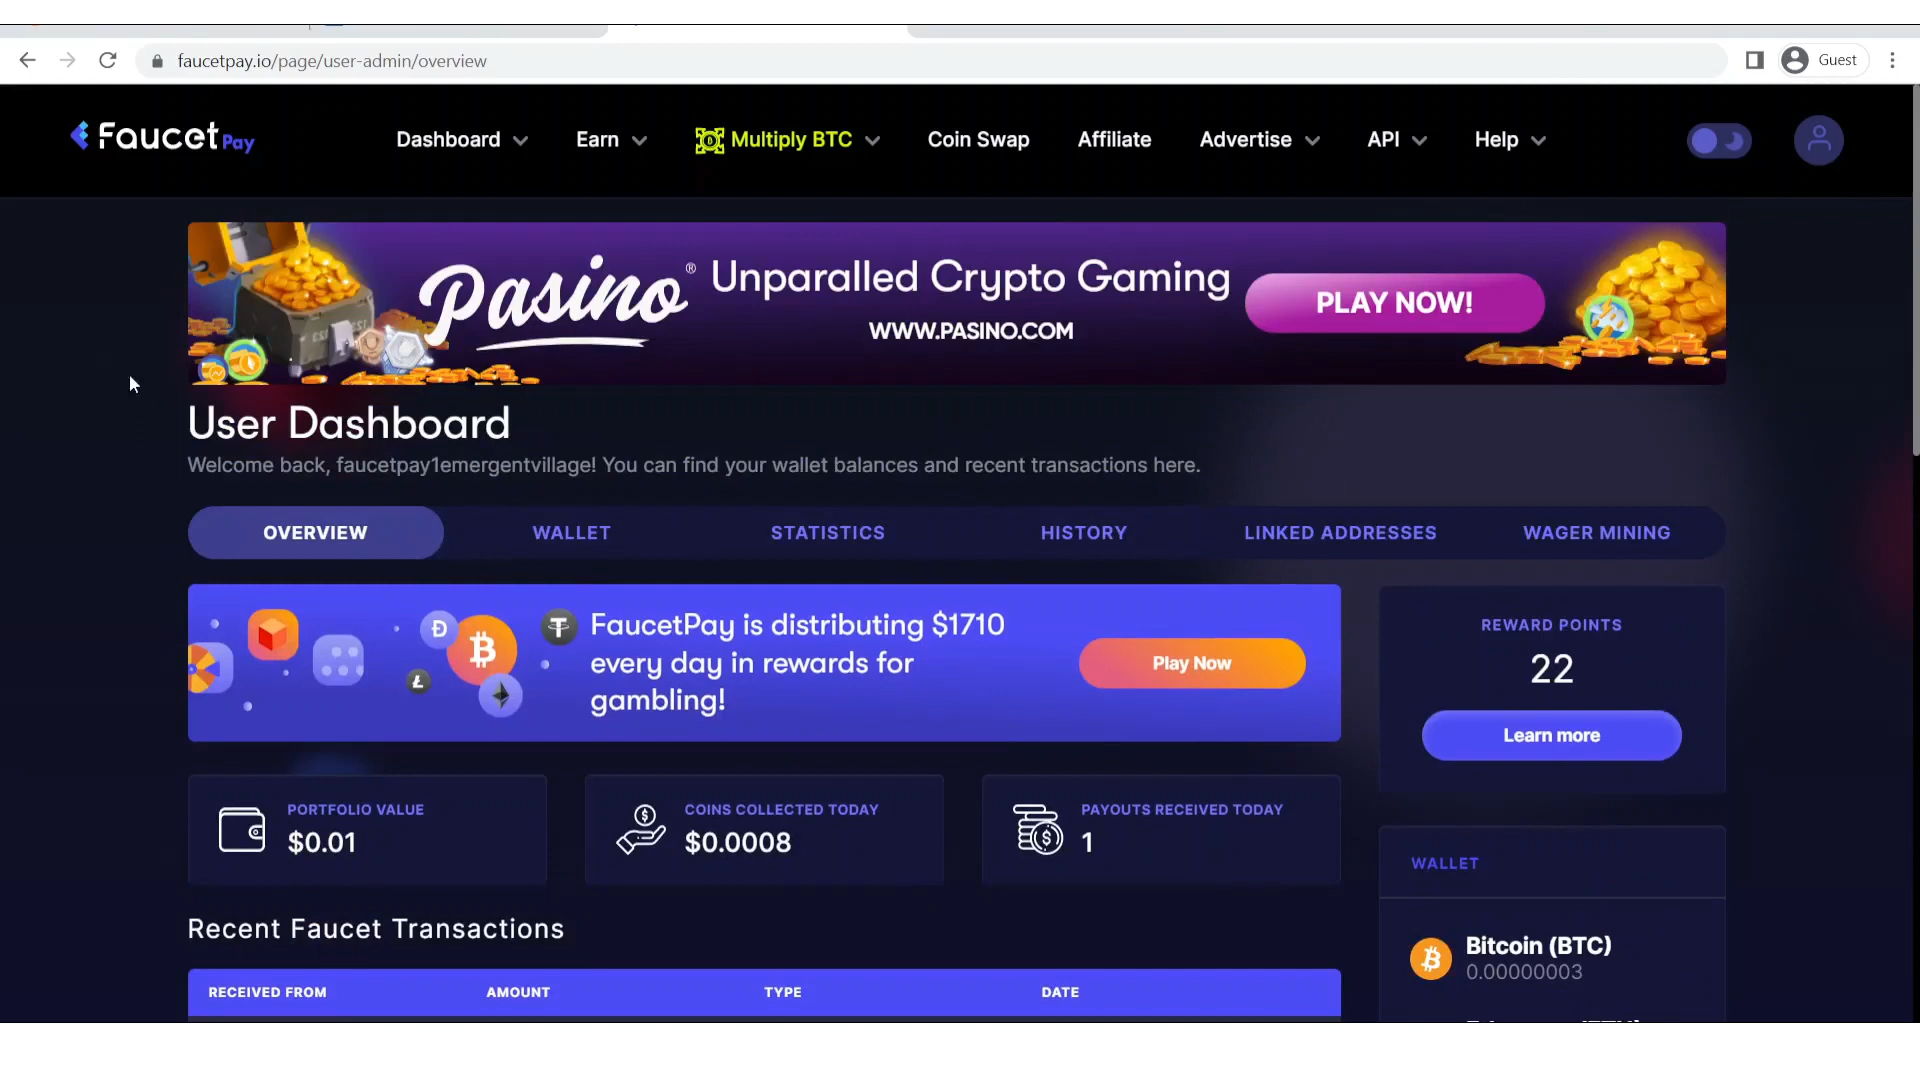 faucetpay.io/page/user-admin/overview
Guest
FaucetPay
Dashboard
Earn
Multiply BTC
Coin Swap
Affiliate
Advertise
API
Help
Pasino®
Unparalled Crypto Gaming
WWW.PASINO.COM
PLAY NOW!
User Dashboard
Welcome back, faucetpay1emergentvillage! You can find your wallet balances and recent transactions here.
OVERVIEW
WALLET
STATISTICS
HISTORY
LINKED ADDRESSES
WAGER MINING
FaucetPay is distributing $1710
every day in rewards for
gambling!
Play Now
REWARD POINTS
22
Learn more
PORTFOLIO VALUE
$0.01
COINS COLLECTED TODAY
$0.0008
PAYOUTS RECEIVED TODAY
1
WALLET
Bitcoin (BTC)
0.00000003
Recent Faucet Transactions
RECEIVED FROM
AMOUNT
TYPE
DATE